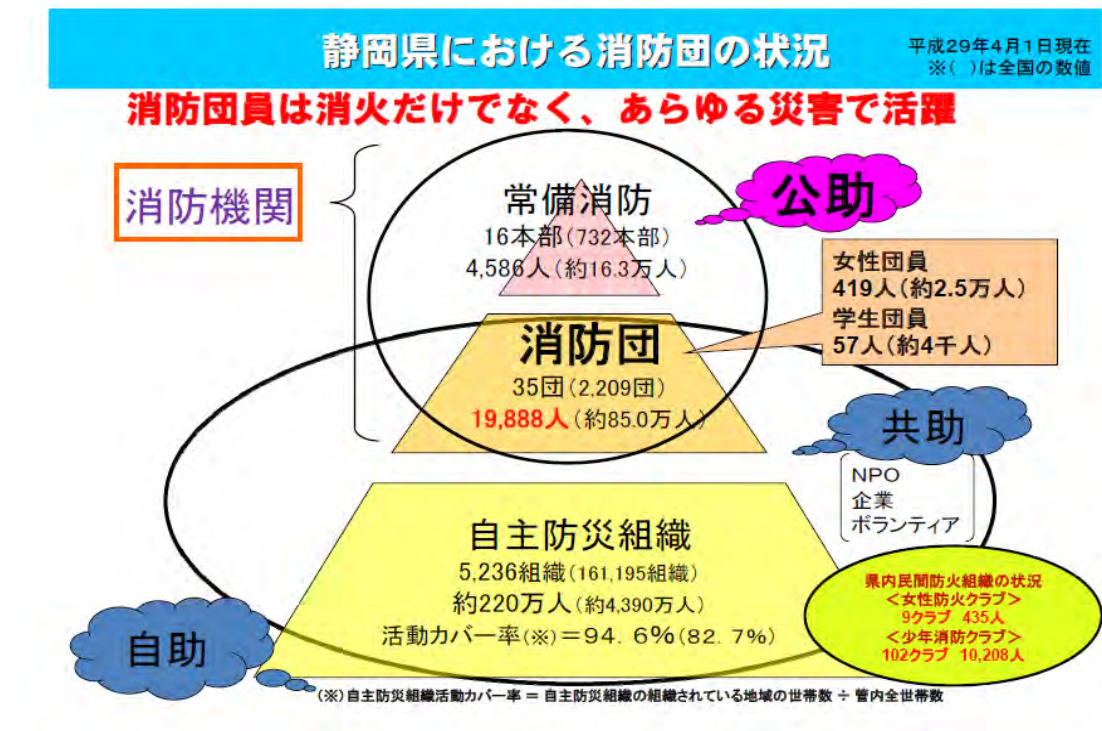 静岡県における消防団の状況
平成29年4月1日現在
※( )は全国の数値
消防団員は消火だけでなく、あらゆる災害で活躍
消防機関
常備消防
16本部(732本部)
4,586人(約16.3万人)
公助
女性団員
419人(約2.5万人)
学生団員
57人(約4千人)
消防団
35団(2,209団)
19,888人(約85.0万人)
共助
NPO
企業
ボランティア
自主防災組織
5,236組織(161,195組織)
約220万人(約4,390万人)
活動カバー率(※)=94.6%(82.7%)
自助
県内民間防火組織の状況
<女性防火クラブ>
9クラブ 435人
<少年消防クラブ>
102クラブ 10,208人
(※)自主防災組織活動カバー率 = 自主防災組織の組織されている地域の世帯数 ÷ 管内全世帯数